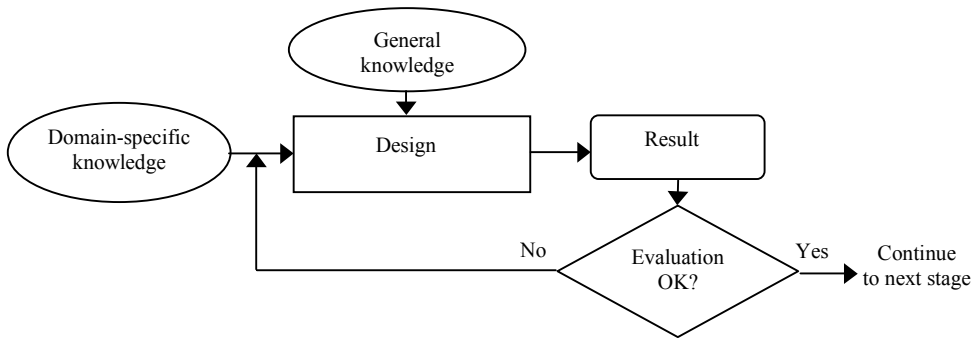 General
knowledge
Domain-specific
knowledge
Design
Result
No
Evaluation
OK?
Yes
Continue
to next stage